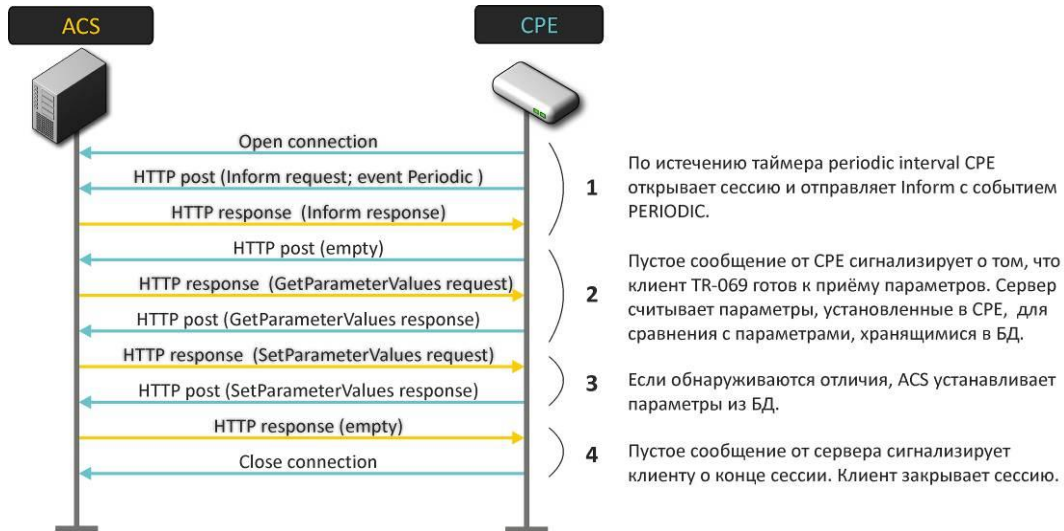 ACS
CPE
Open connection
HTTP post (Inform request; event Periodic )
HTTP response  (Inform response)
1
По истечению таймера periodic interval CPE
открывает сессию и отправляет Inform с событием
PERIODIC.
HTTP post (empty)
HTTP response  (GetParameterValues request)
HTTP post (GetParameterValues response)
2
Пустое сообщение от CPE сигнализирует о том, что
клиент TR-069 готов к приёму параметров. Сервер
считывает параметры, установленные в CPE,  для
сравнения с параметрами, хранящимися в БД.
HTTP response  (SetParameterValues request)
HTTP post (SetParameterValues response)
3
Если обнаруживаются отличия, ACS устанавливает
параметры из БД.
HTTP response (empty)
Close connection
4
Пустое сообщение от сервера сигнализирует
клиенту о конце сессии. Клиент закрывает сессию.